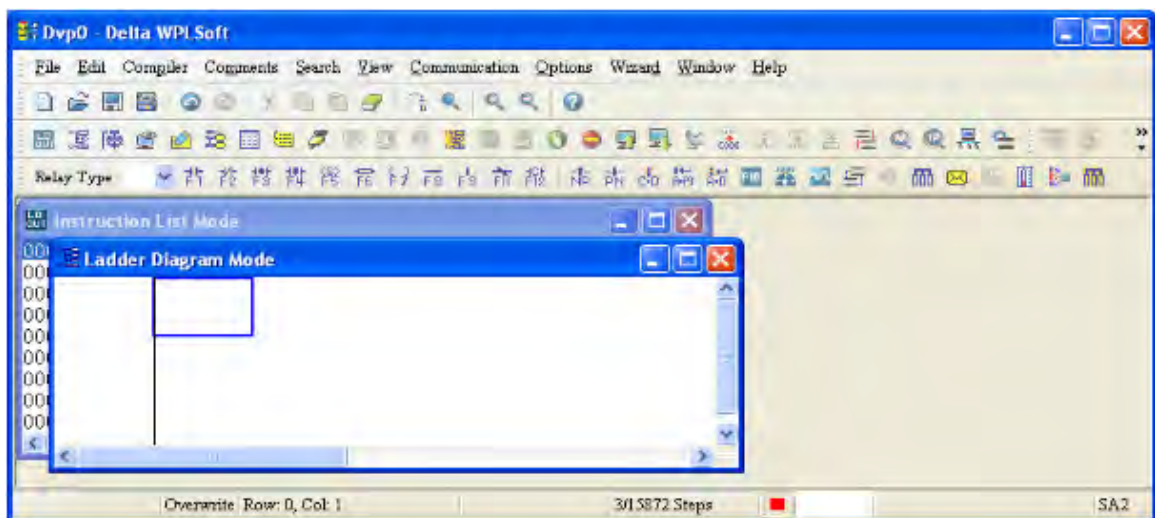 Dvp0 - Delta WPLSoft
File Edit Compiler Comments Search View Communication Options Wizard Window Help
Relay Type
Instruction List Mode
Ladder Diagram Mode
Overwrite Row: 0, Col: 1 3/15872 Steps SA2